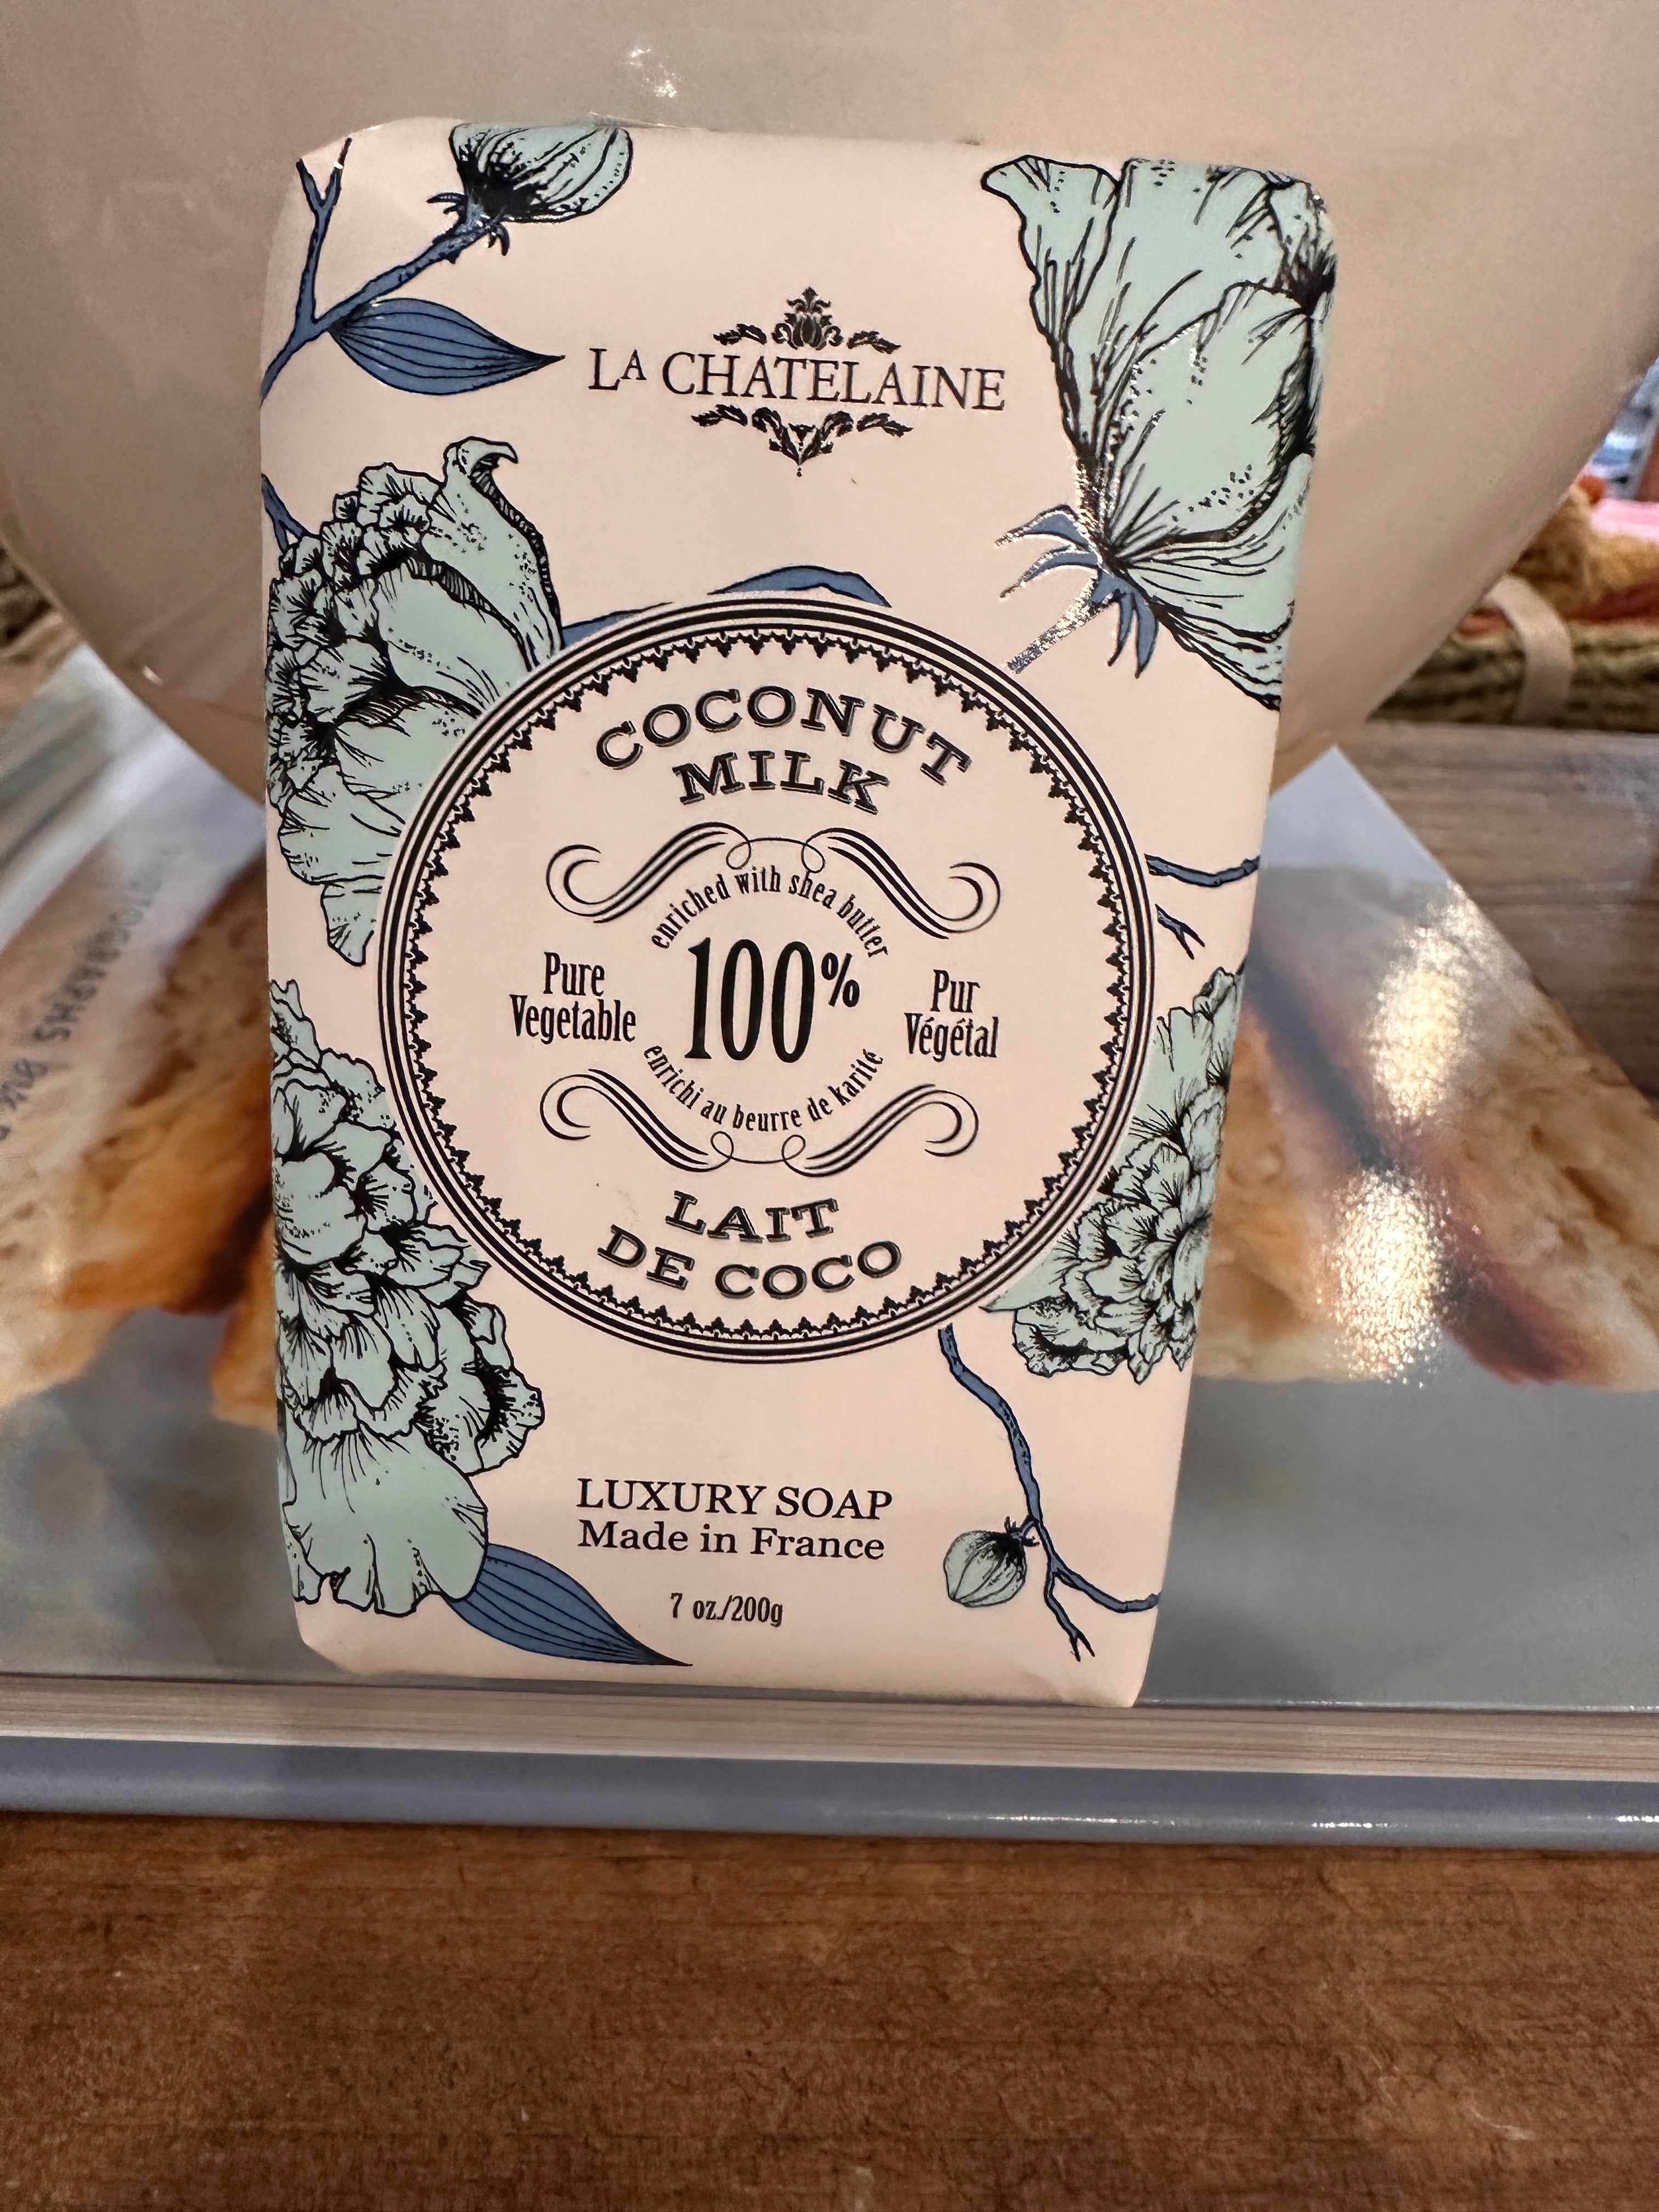 LA CHATELAINE
COCONUT
MILK
enriched with shea butter
Pure
Vegetable
100%
Pur
Végétal
enrichi au beurre de karité
LAIT
DE COCO
LUXURY SOAP
Made in France
7 oz./200g